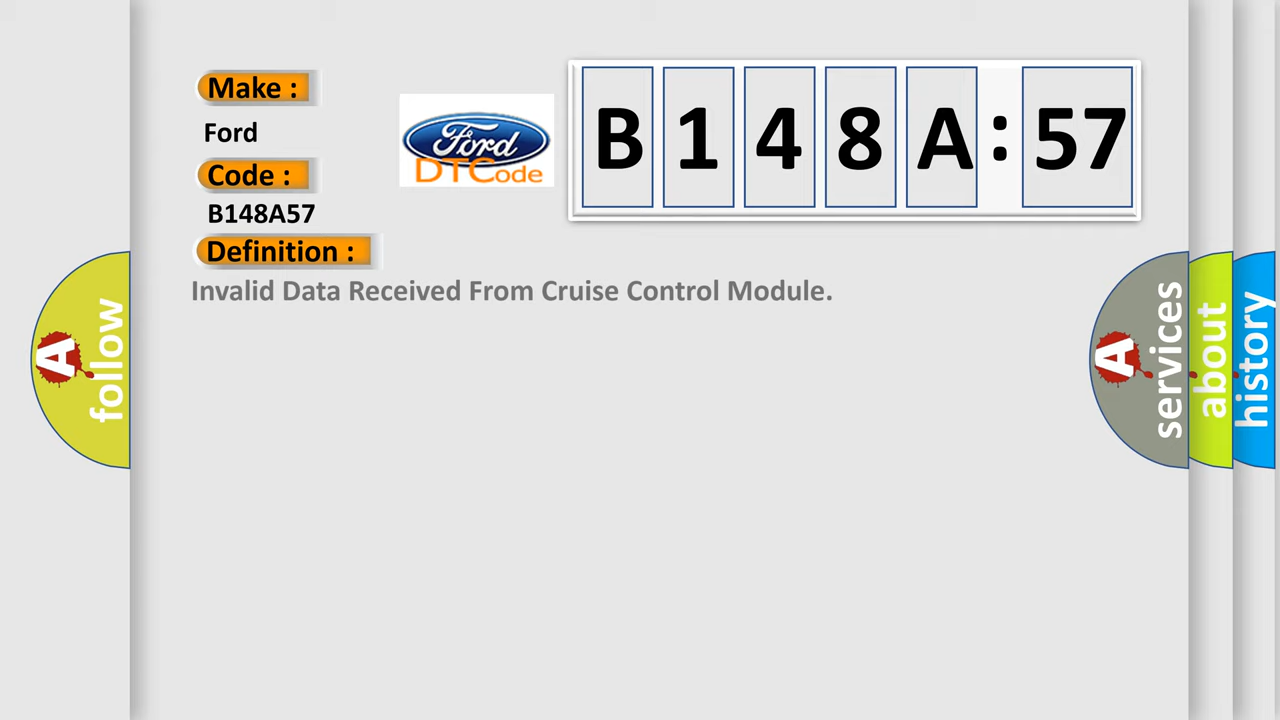 Make :
Ford
Code :
B148A57
Definition :
Invalid Data Received From Cruise Control Module.
Ford
DTCode
B148A:57
A follow
A services
about
history